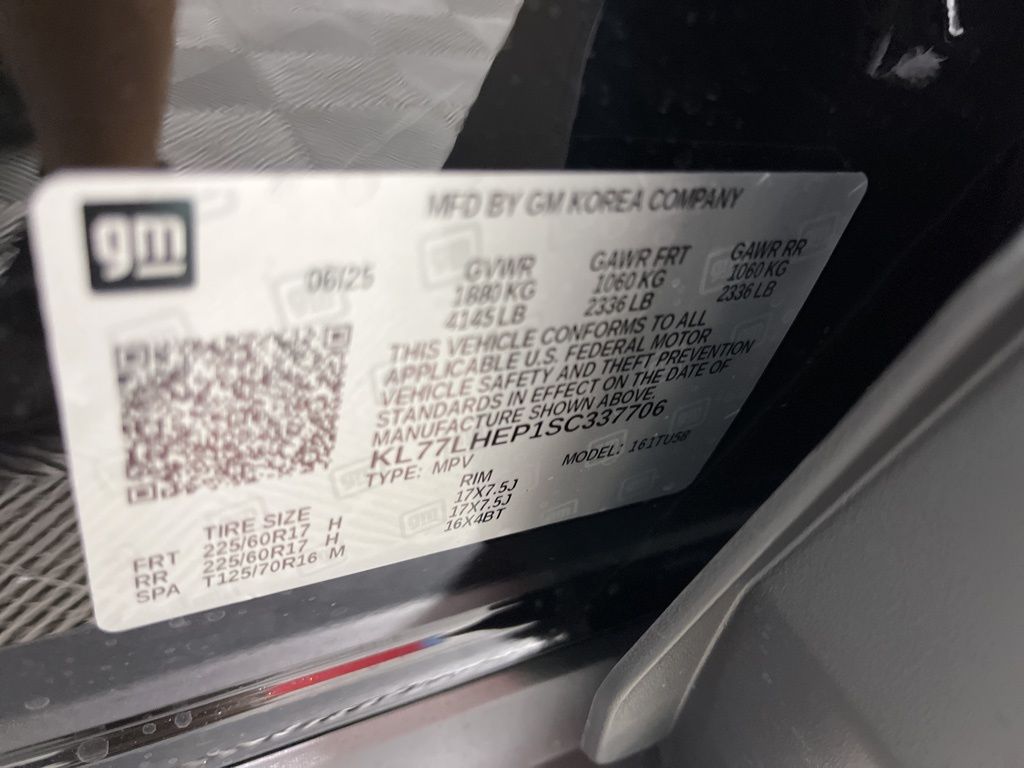 gm
MFD BY GM KOREA COMPANY
06/25
GVWR GAWR FRT GAWR RR
1880 KG 1060 KG 1060 KG
4145 LB 2336 LB 2336 LB
THIS VEHICLE CONFORMS TO ALL
APPLICABLE U.S. FEDERAL MOTOR
VEHICLE SAFETY AND THEFT PREVENTION
STANDARDS IN EFFECT ON THE DATE OF
MANUFACTURE SHOWN ABOVE.
KL77LHEP1SC337706
TYPE: MPV MODEL: 161TU58
TIRE SIZE RIM
FRT 225/60R17 H 17X7.5J
RR 225/60R17 H 17X7.5J
SPA T125/70R16 M 16X4BT